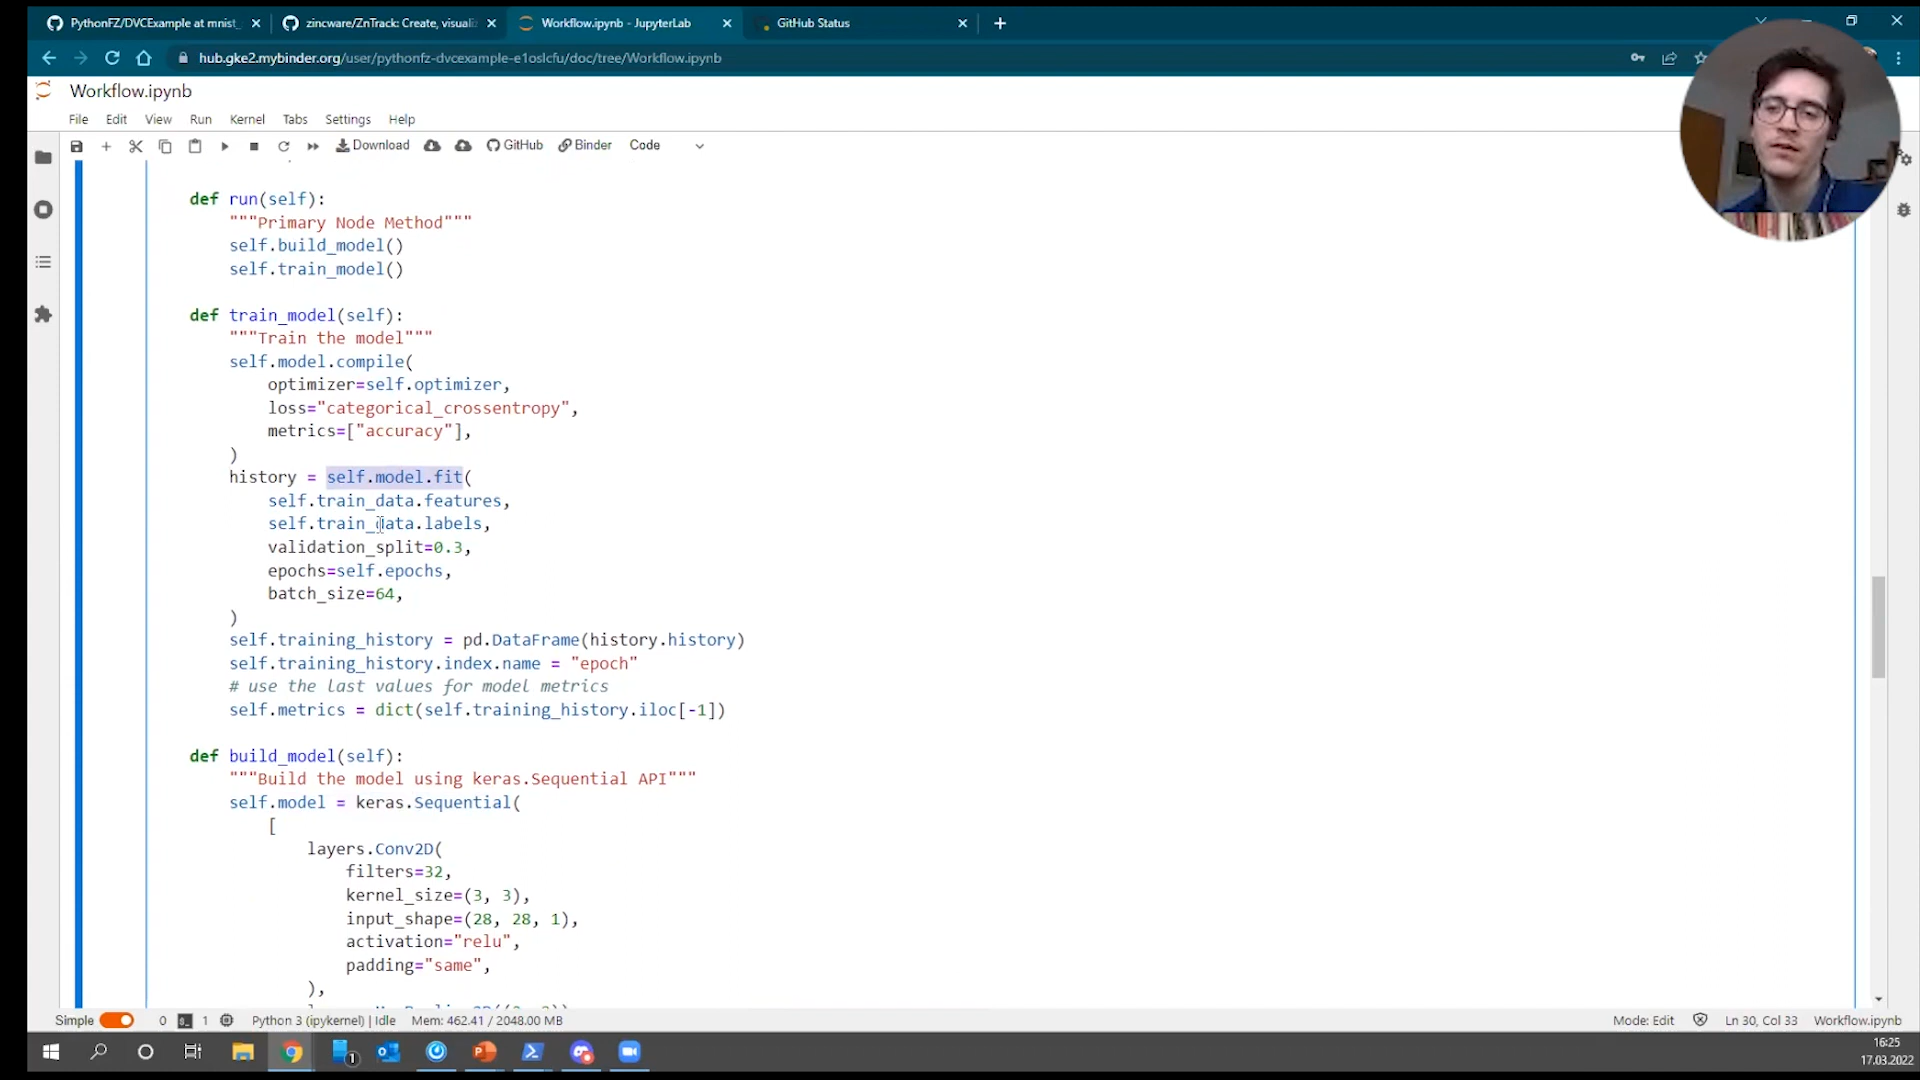 PythonFZ/DVCExample at mnist_
zincware/ZnTrack: Create, visuali
Workflow.ipynb - JupyterLab
GitHub Status
hub.gke2.mybinder.org/user/pythonfz-dvcexample-e1oslcfu/doc/tree/Workflow.ipynb
Workflow.ipynb
File Edit View Run Kernel Tabs Settings Help
Download GitHub Binder Code
def run(self):
"""Primary Node Method"""
self.build_model()
self.train_model()
def train_model(self):
"""Train the model"""
self.model.compile(
optimizer=self.optimizer,
loss="categorical_crossentropy",
metrics=["accuracy"],
)
history = self.model.fit(
self.train_data.features,
self.train_data.labels,
validation_split=0.3,
epochs=self.epochs,
batch_size=64,
)
self.training_history = pd.DataFrame(history.history)
self.training_history.index.name = "epoch"
# use the last values for model metrics
self.metrics = dict(self.training_history.iloc[-1])
def build_model(self):
"""Build the model using keras.Sequential API"""
self.model = keras.Sequential(
[
layers.Conv2D(
filters=32,
kernel_size=(3, 3),
input_shape=(28, 28, 1),
activation="relu",
padding="same",
),
Simple 0 1 Python 3 (ipykernel) | Idle Mem: 462.41 / 2048.00 MB Mode: Edit Ln 30, Col 33 Workflow.ipynb
1
16:25
17.03.2022